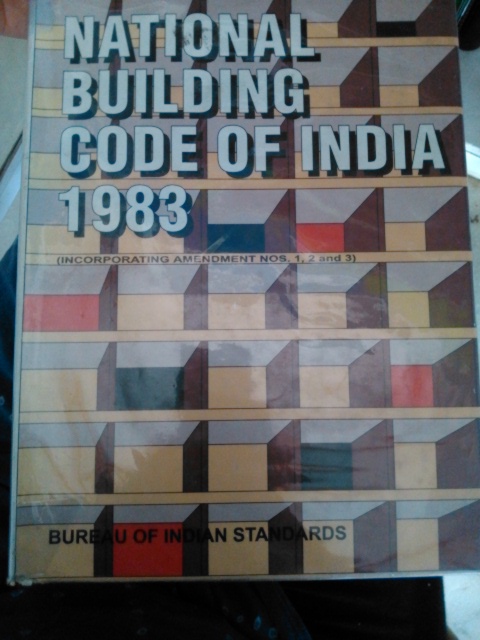 NATIONAL
BUILDING
CODE OF INDIA
1983
(INCORPORATING AMENDMENT NOS. 1, 2 and 3)
BUREAU OF INDIAN STANDARDS